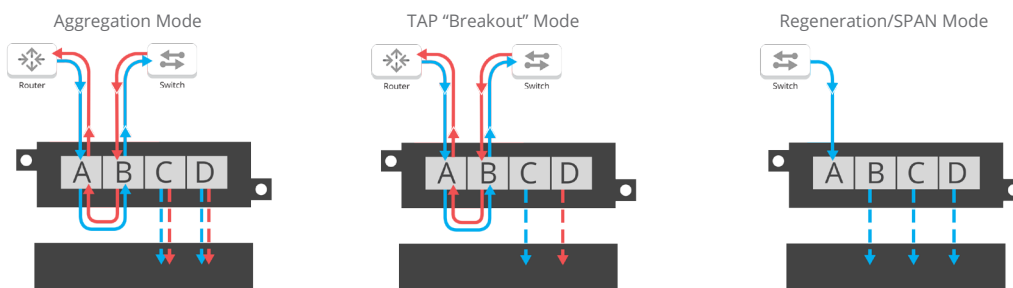 Aggregation Mode
Router
Switch
A B C D
TAP “Breakout” Mode
Router
Switch
A B C D
Regeneration/SPAN Mode
Switch
A B C D